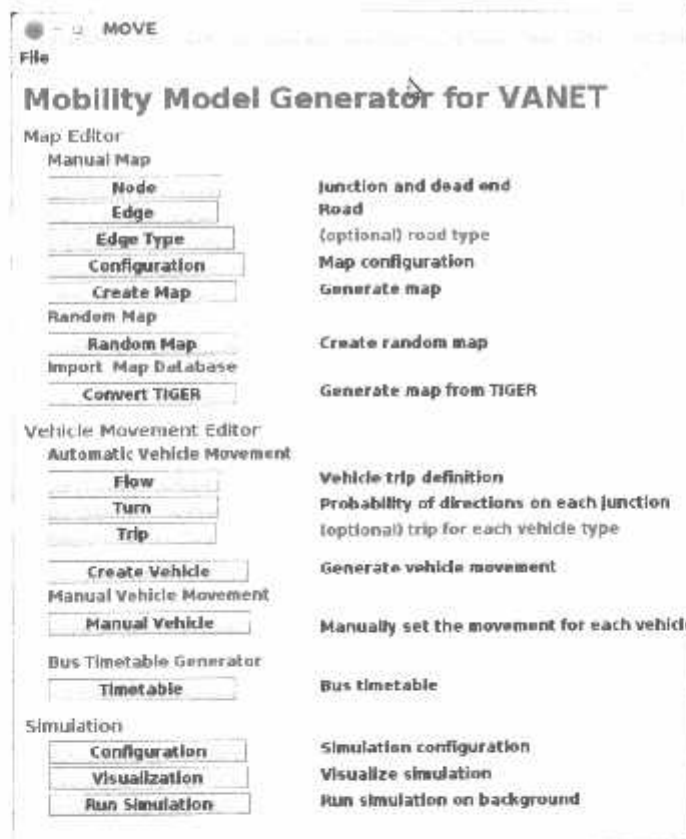 MOVE
File
Mobility Model Generator for VANET
Map Editor
Manual Map
Node Junction and dead end
Edge Road
Edge Type (optional) road type
Configuration Map configuration
Create Map Generate map
Random Map
Random Map Create random map
Import Map Database
Convert TIGER Generate map from TIGER
Vehicle Movement Editor
Automatic Vehicle Movement
Flow Vehicle trip definition
Turn Probability of directions on each junction
Trip (optional) trip for each vehicle type
Create Vehicle Generate vehicle movement
Manual Vehicle Movement
Manual Vehicle Manually set the movement for each vehicl
Bus Timetable Generator
Timetable Bus timetable
Simulation
Configuration Simulation configuration
Visualization Visualize simulation
Run Simulation Run simulation on background